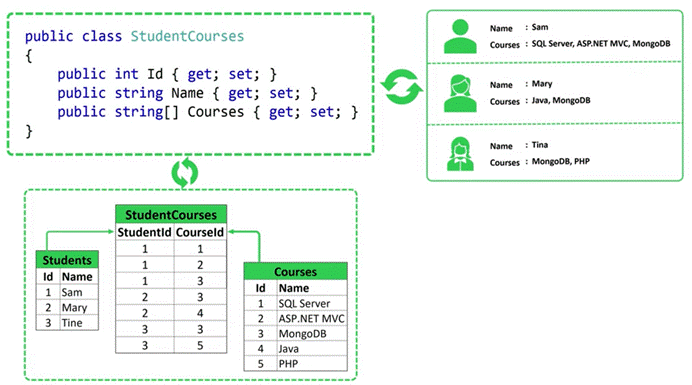 public class StudentCourses
{
public int Id { get; set; }
public string Name { get; set; }
public string[] Courses { get; set; }
}
Name : Sam
Courses : SQL Server, ASP.NET MVC, MongoDB
Name : Mary
Courses : Java, MongoDB
Name : Tina
Courses : MongoDB, PHP
StudentCourses
StudentId CourseId
1 1
1 2
1 3
2 3
2 4
3 3
3 5
Students
Id Name
1 Sam
2 Mary
3 Tine
Courses
Id Name
1 SQL Server
2 ASP.NET MVC
3 MongoDB
4 Java
5 PHP